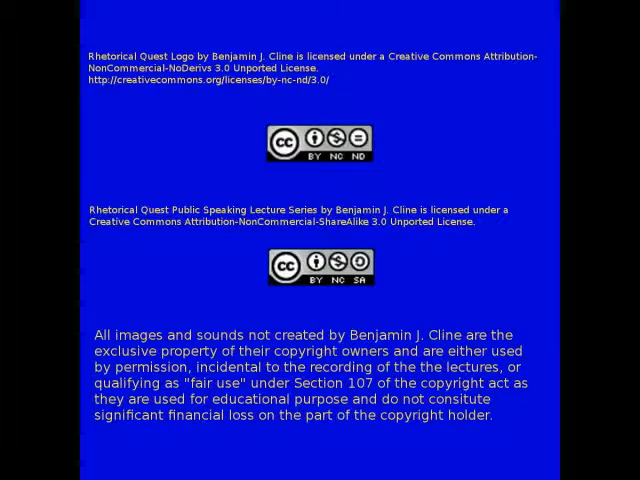 Rhetorical Quest Logo by Benjamin J. Cline is licensed under a Creative Commons Attribution-
NonCommercial-NoDerivs 3.0 Unported License.
http://creativecommons.org/licenses/by-nc-nd/3.0/
cc
BY NC ND
Rhetorical Quest Public Speaking Lecture Series by Benjamin J. Cline is licensed under a
Creative Commons Attribution-NonCommercial-ShareAlike 3.0 Unported License.
cc
BY NC SA
All images and sounds not created by Benjamin J. Cline are the
exclusive property of their copyright owners and are either used
by permission, incidental to the recording of the the lectures, or
qualifying as "fair use" under Section 107 of the copyright act as
they are used for educational purpose and do not consitute
significant financial loss on the part of the copyright holder.